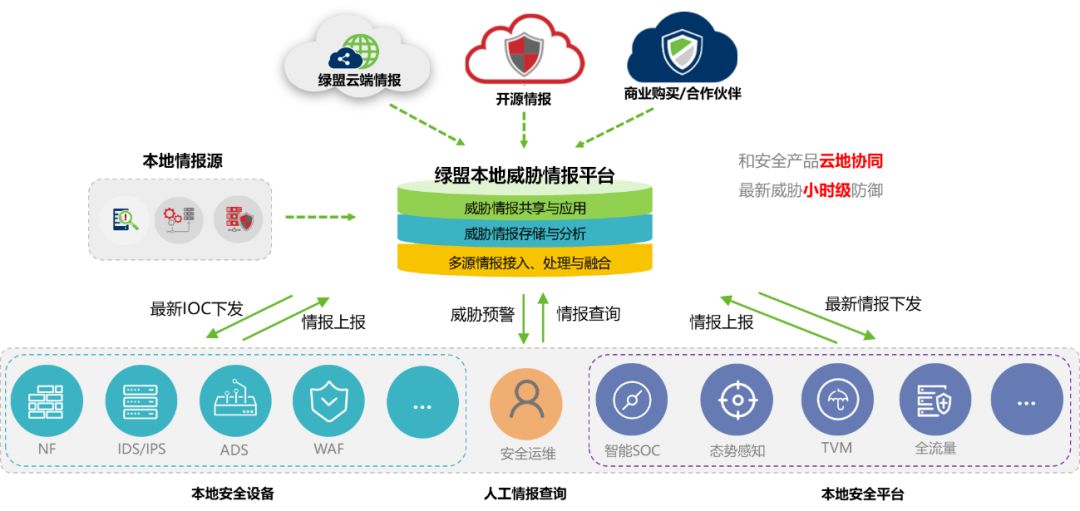 绿盟云端情报
开源情报
商业购买/合作伙伴
本地情报源
绿盟本地威胁情报平台
和安全产品云地协同
最新威胁小时级防御
威胁情报共享与应用
威胁情报存储与分析
多源情报接入、处理与融合
最新IOC下发
情报上报
威胁预警
情报查询
情报上报
最新情报下发
NF
IDS/IPS
ADS
WAF
...
安全运维
智能SOC
态势感知
TVM
全流量
...
本地安全设备
人工情报查询
本地安全平台